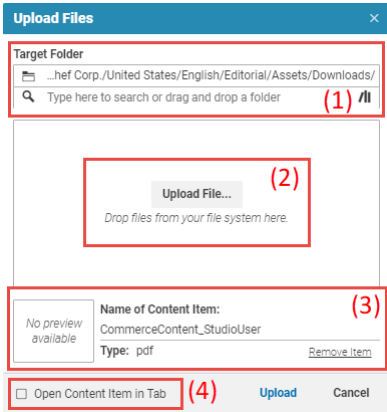 Upload Files
Target Folder
...hef Corp./United States/English/Editorial/Assets/Downloads/
Type here to search or drag and drop a folder
(1)
(2)
Upload File...
Drop files from your file system here.
(3)
No preview available
Name of Content Item:
CommerceContent_StudioUser
Type: pdf
Remove Item
Open Content Item in Tab
(4)
Upload
Cancel